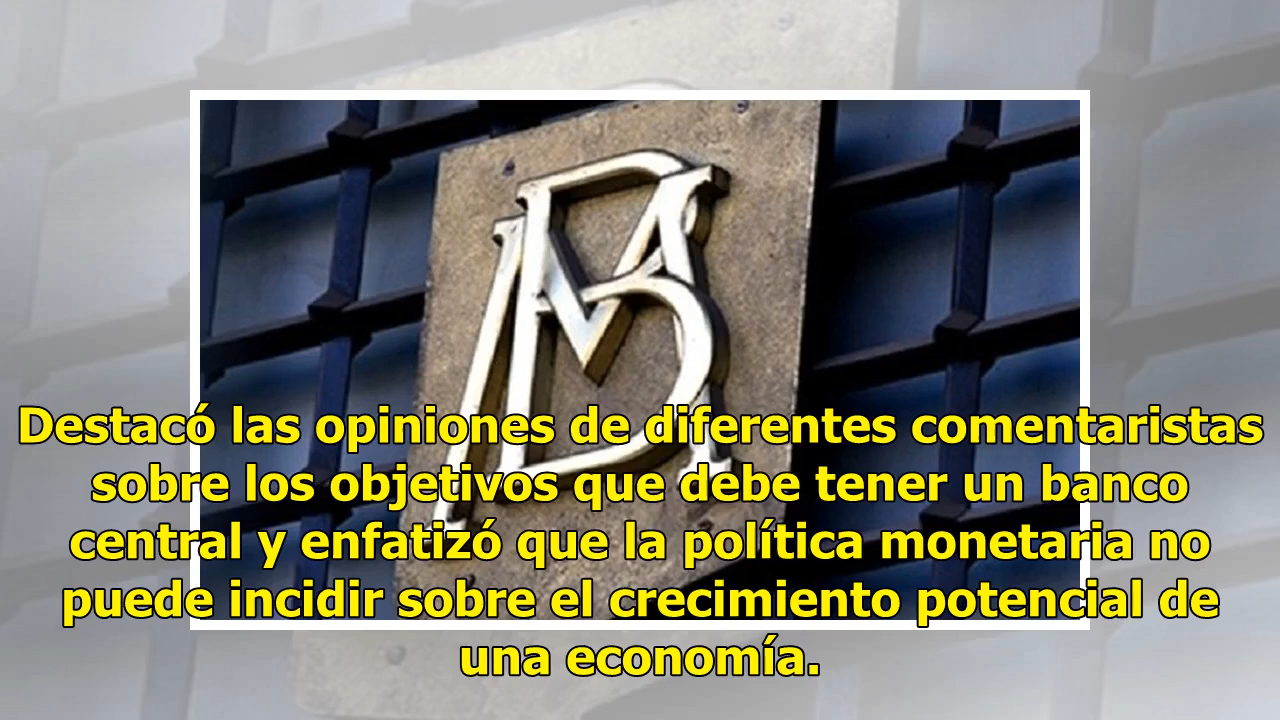 Destacó las opiniones de diferentes comentaristas
sobre los objetivos que debe tener un banco
central y enfatizó que la política monetaria no
puede incidir sobre el crecimiento potencial de
una economía.